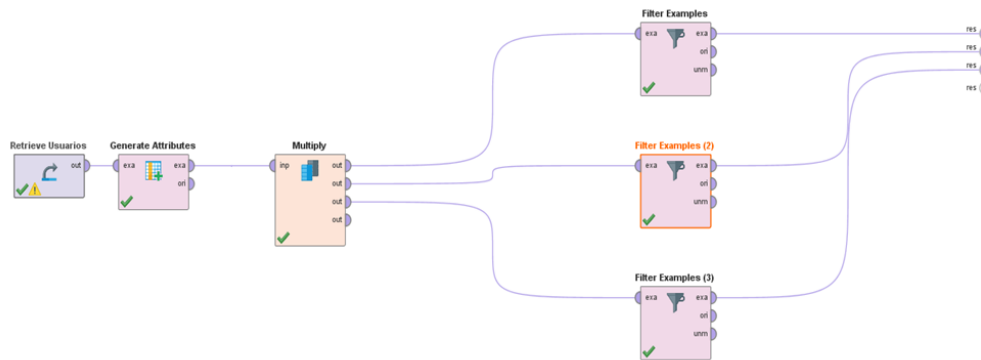 Filter Examples
exa exa
ori
unm
res
res
res
res
Retrieve Usuarios
out
Generate Attributes
exa exa
ori
Multiply
inp out
out
out
out
Filter Examples (2)
exa exa
ori
unm
Filter Examples (3)
exa exa
ori
unm